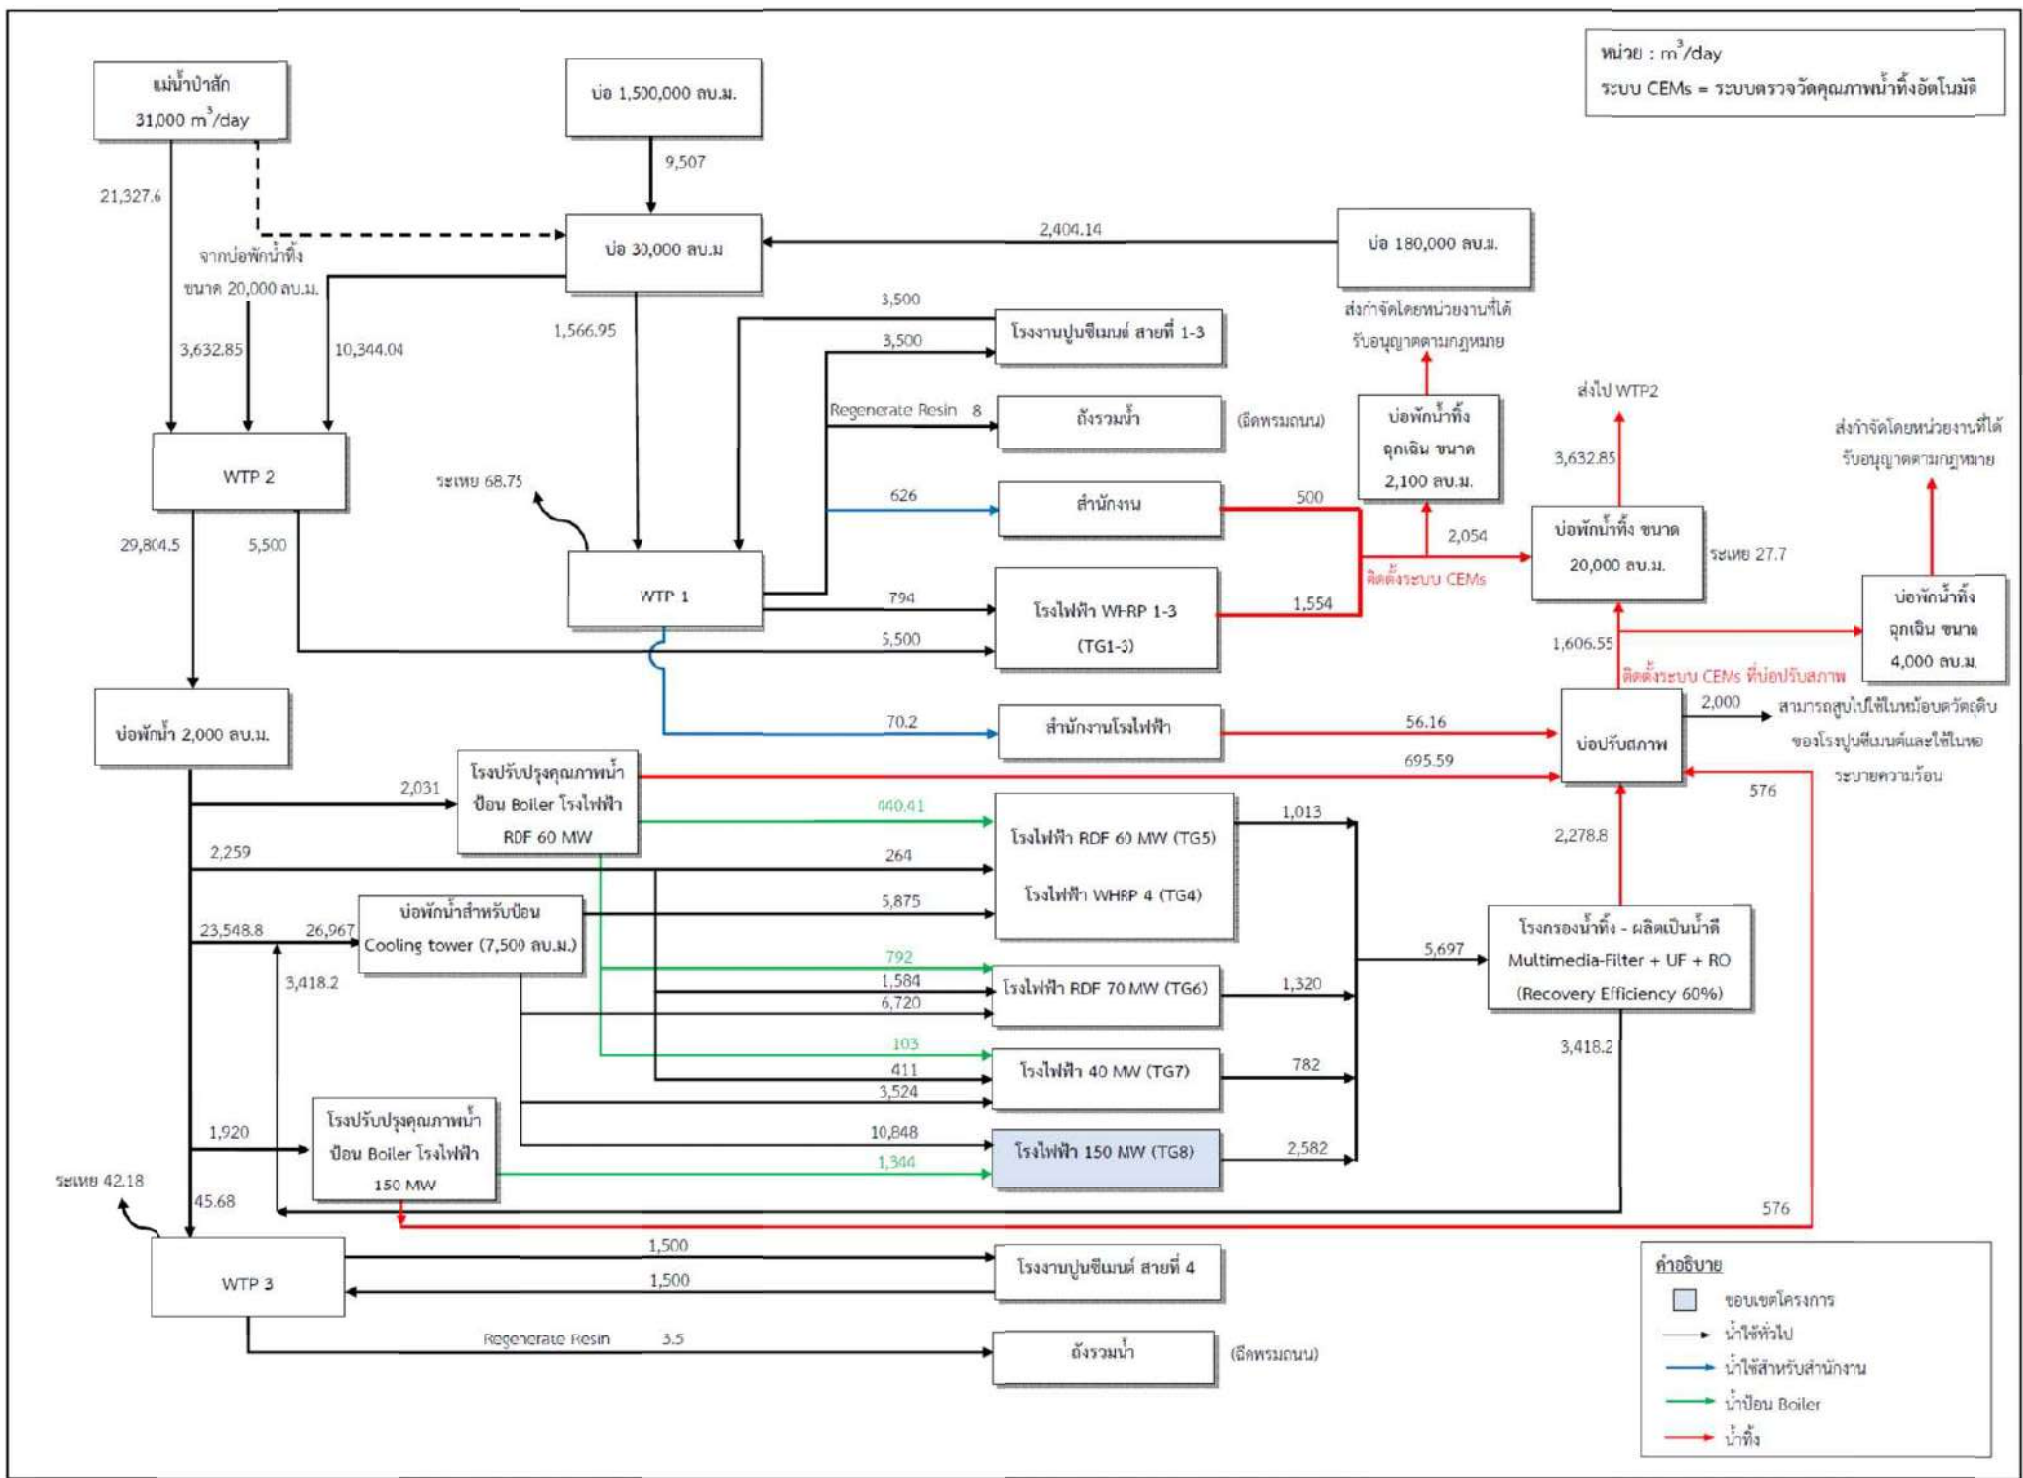 หน่วย : m³/day
ระบบ CEMs = ระบบตรวจวัดคุณภาพน้ำทิ้งอัตโนมัติ
แม่น้ำป่าสัก
31,000 m³/day
บ่อ 1,500,000 ลบ.ม.
9,507
21,327.6
บ่อ 30,000 ลบ.ม
2,404.14
บ่อ 180,000 ลบ.ม.
จากบ่อพักน้ำทิ้ง
ขนาด 20,000 ลบ.ม.
3,632.85
10,344.04
1,566.95
3,500
3,500
โรงงานปูนซีเมนต์ สายที่ 1-3
ส่งกำจัดโดยหน่วยงานที่ได้
รับอนุญาตตามกฎหมาย
Regenerate Resin 8
ถังรวมน้ำ
(ฉีดพรมถนน)
บ่อพักน้ำทิ้ง
ฉุกเฉิน ขนาด
2,100 ลบ.ม.
ส่งไป WTP2
3,632.85
ส่งกำจัดโดยหน่วยงานที่ได้
รับอนุญาตตามกฎหมาย
WTP 2
ระเหย 68.75
626
สำนักงาน
500
2,054
ติดตั้งระบบ CEMs
บ่อพักน้ำทิ้ง ขนาด
20,000 ลบ.ม.
ระเหย 27.7
29,804.5
5,500
WTP 1
794
5,500
โรงไฟฟ้า WHRP 1-3
(TG1-3)
1,554
1,606.55
บ่อพักน้ำทิ้ง
ฉุกเฉิน ขนาด
4,000 ลบ.ม.
ติดตั้งระบบ CEMs ที่บ่อปรับสภาพ
บ่อพักน้ำ 2,000 ลบ.ม.
70.2
สำนักงานโรงไฟฟ้า
56.16
บ่อปรับสภาพ
2,000
สามารถสูบไปใช้ในหม้อบดวัตถุดิบ
ของโรงปูนซีเมนต์และใช้ในหอ
ระบายความร้อน
2,031
โรงปรับปรุงคุณภาพน้ำ
ป้อน Boiler โรงไฟฟ้า
RDF 60 MW
695.59
576
440.41
โรงไฟฟ้า RDF 60 MW (TG5)
โรงไฟฟ้า WHRP 4 (TG4)
1,013
2,278.8
2,259
264
5,875
บ่อพักน้ำสำหรับป้อน
Cooling tower (7,500 ลบ.ม.)
23,548.8
26,967
3,418.2
792
1,584
6,720
โรงไฟฟ้า RDF 70 MW (TG6)
1,320
5,697
โรงกรองน้ำทิ้ง - ผลิตเป็นน้ำดี
Multimedia-Filter + UF + RO
(Recovery Efficiency 60%)
3,418.2
103
411
3,524
โรงไฟฟ้า 40 MW (TG7)
782
1,920
โรงปรับปรุงคุณภาพน้ำ
ป้อน Boiler โรงไฟฟ้า
150 MW
10,848
1,344
โรงไฟฟ้า 150 MW (TG8)
2,582
576
ระเหย 42.18
45.68
WTP 3
1,500
1,500
โรงงานปูนซีเมนต์ สายที่ 4
Regenerate Resin 3.5
ถังรวมน้ำ
(ฉีดพรมถนน)
คำอธิบาย
ขอบเขตโครงการ
น้ำใช้ทั่วไป
น้ำใช้สำหรับสำนักงาน
น้ำป้อน Boiler
น้ำทิ้ง